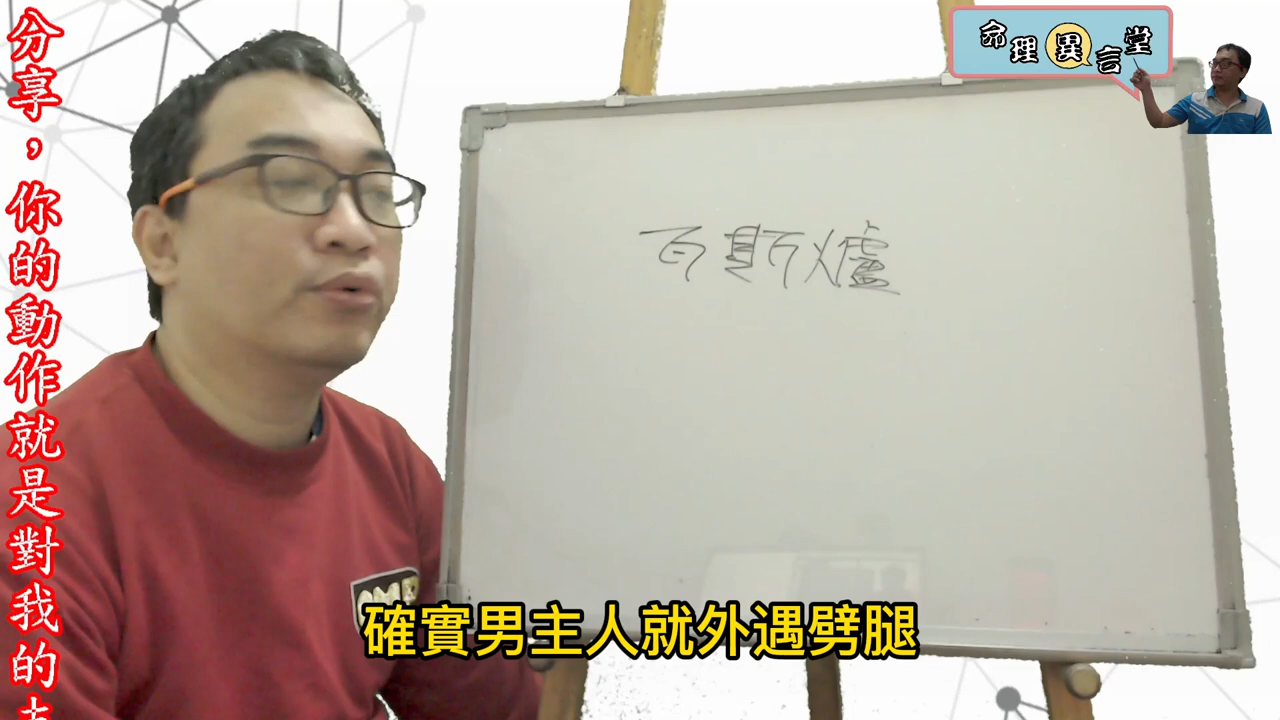 分享，你的動作就是對我的
命理異言堂
瓦斯爐
確實男主人就外遇劈腿